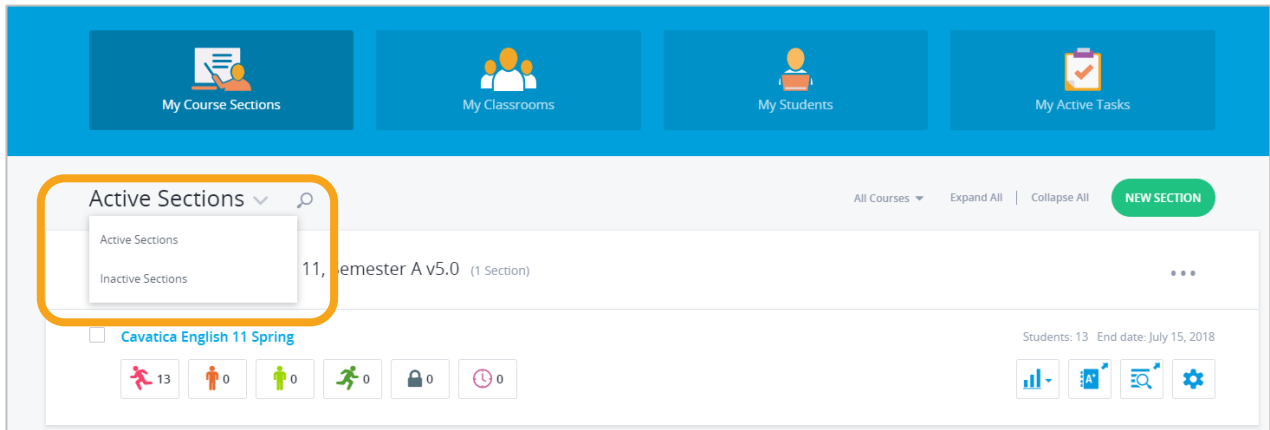 My Course Sections
My Classrooms
My Students
My Active Tasks
Active Sections
All Courses
Expand All | Collapse All
NEW SECTION
Active Sections
Inactive Sections
11, Semester A v5.0 (1 Section)
Cavatica English 11 Spring
Students: 13 End date: July 15, 2018
13
0
0
0
0
0
A+